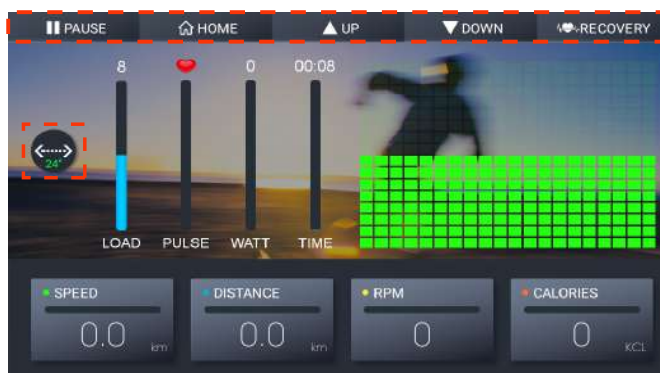 PAUSE HOME UP DOWN RECOVERY
8 0 00:08
24"
LOAD PULSE WATT TIME
SPEED DISTANCE RPM CALORIES
0.0 km 0.0 km 0 0 KCL